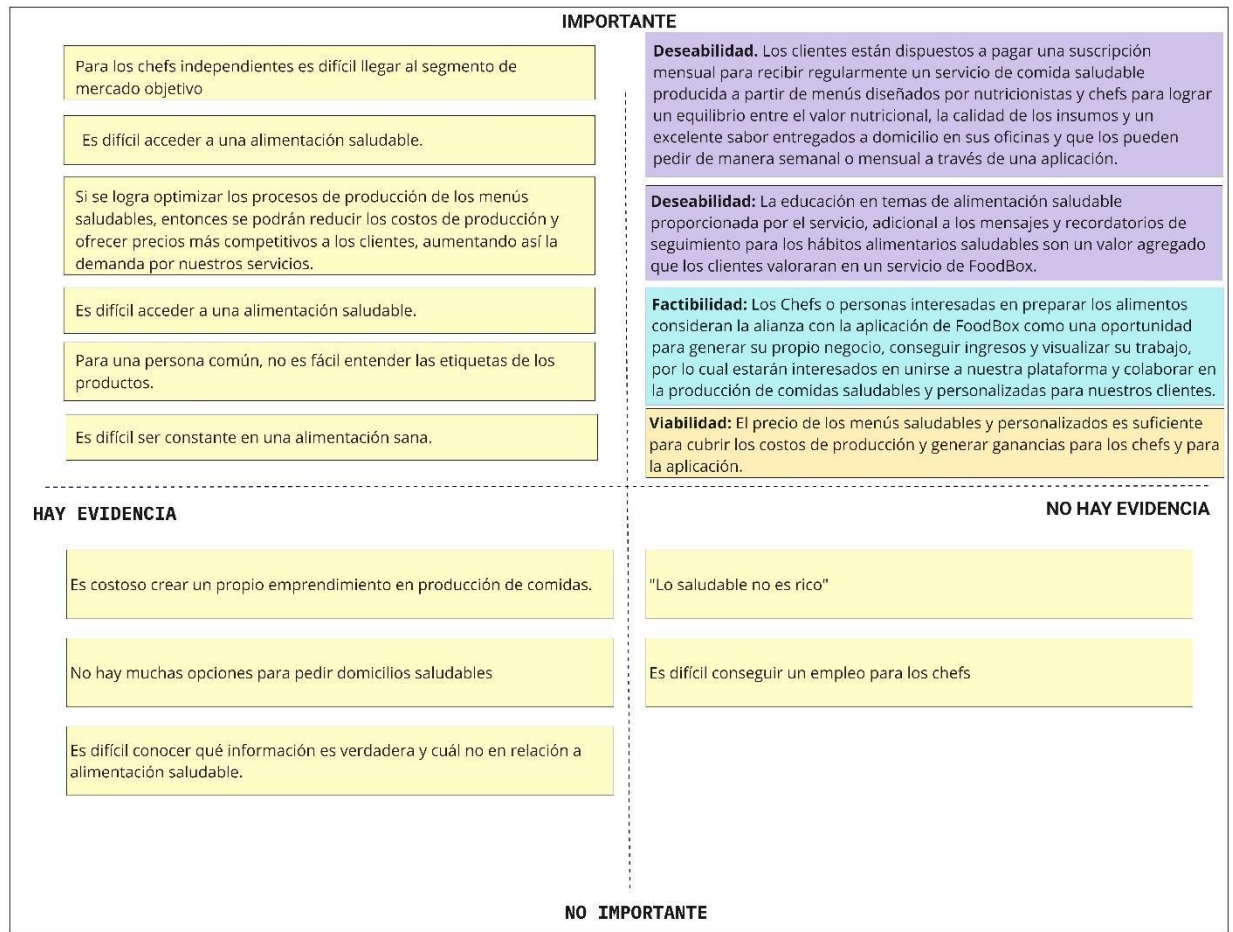 IMPORTANTE
Para los chefs independientes es difícil llegar al segmento de
mercado objetivo
Es difícil acceder a una alimentación saludable.
Si se logra optimizar los procesos de producción de los menús
saludables, entonces se podrán reducir los costos de producción y
ofrecer precios más competitivos a los clientes, aumentando así la
demanda por nuestros servicios.
Es difícil acceder a una alimentación saludable.
Para una persona común, no es fácil entender las etiquetas de los
productos.
Es difícil ser constante en una alimentación sana.
Deseabilidad. Los clientes están dispuestos a pagar una suscripción
mensual para recibir regularmente un servicio de comida saludable
producida a partir de menús diseñados por nutricionistas y chefs para lograr
un equilibrio entre el valor nutricional, la calidad de los insumos y un
excelente sabor entregados a domicilio en sus oficinas y que los pueden
pedir de manera semanal o mensual a través de una aplicación.
Deseabilidad: La educación en temas de alimentación saludable
proporcionada por el servicio, adicional a los mensajes y recordatorios de
seguimiento para los hábitos alimentarios saludables son un valor agregado
que los clientes valoraran en un servicio de FoodBox.
Factibilidad: Los Chefs o personas interesadas en preparar los alimentos
consideran la alianza con la aplicación de FoodBox como una oportunidad
para generar su propio negocio, conseguir ingresos y visualizar su trabajo,
por lo cual estarán interesados en unirse a nuestra plataforma y colaborar en
la producción de comidas saludables y personalizadas para nuestros clientes.
Viabilidad: El precio de los menús saludables y personalizados es suficiente
para cubrir los costos de producción y generar ganancias para los chefs y para
la aplicación.
HAY EVIDENCIA
NO HAY EVIDENCIA
Es costoso crear un propio emprendimiento en producción de comidas.
No hay muchas opciones para pedir domicilios saludables
Es difícil conocer qué información es verdadera y cuál no en relación a
alimentación saludable.
"Lo saludable no es rico"
Es difícil conseguir un empleo para los chefs
NO IMPORTANTE